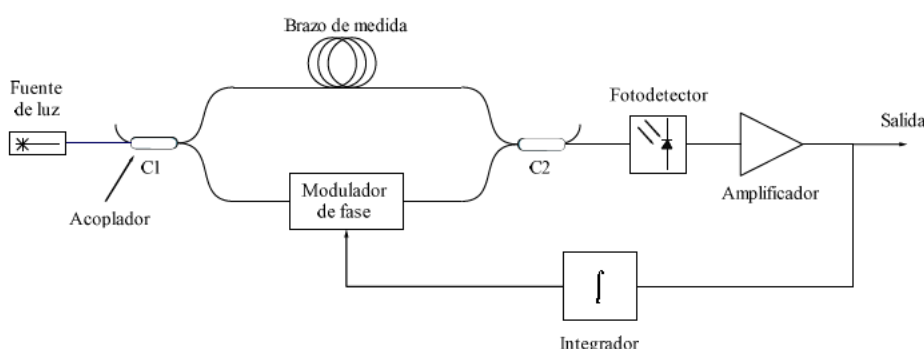 Brazo de medida
Fuente
de luz
Fotodetector
Salida
C1
C2
Acoplador
Modulador
de fase
Amplificador
∫
Integrador